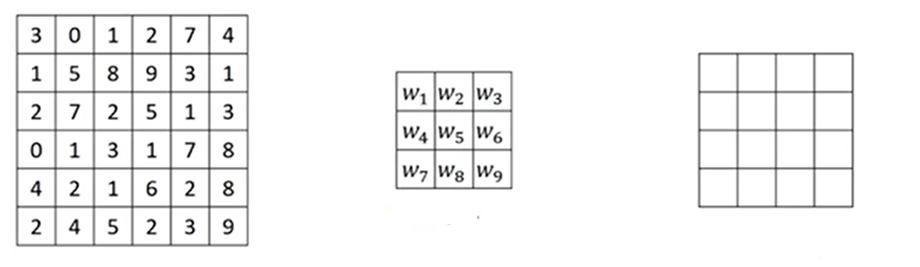 3 0 1 2 7 4
1 5 8 9 3 1
2 7 2 5 1 3
0 1 3 1 7 8
4 2 1 6 2 8
2 4 5 2 3 9
w₁ w₂ w₃
w₄ w₅ w₆
w₇ w₈ w₉